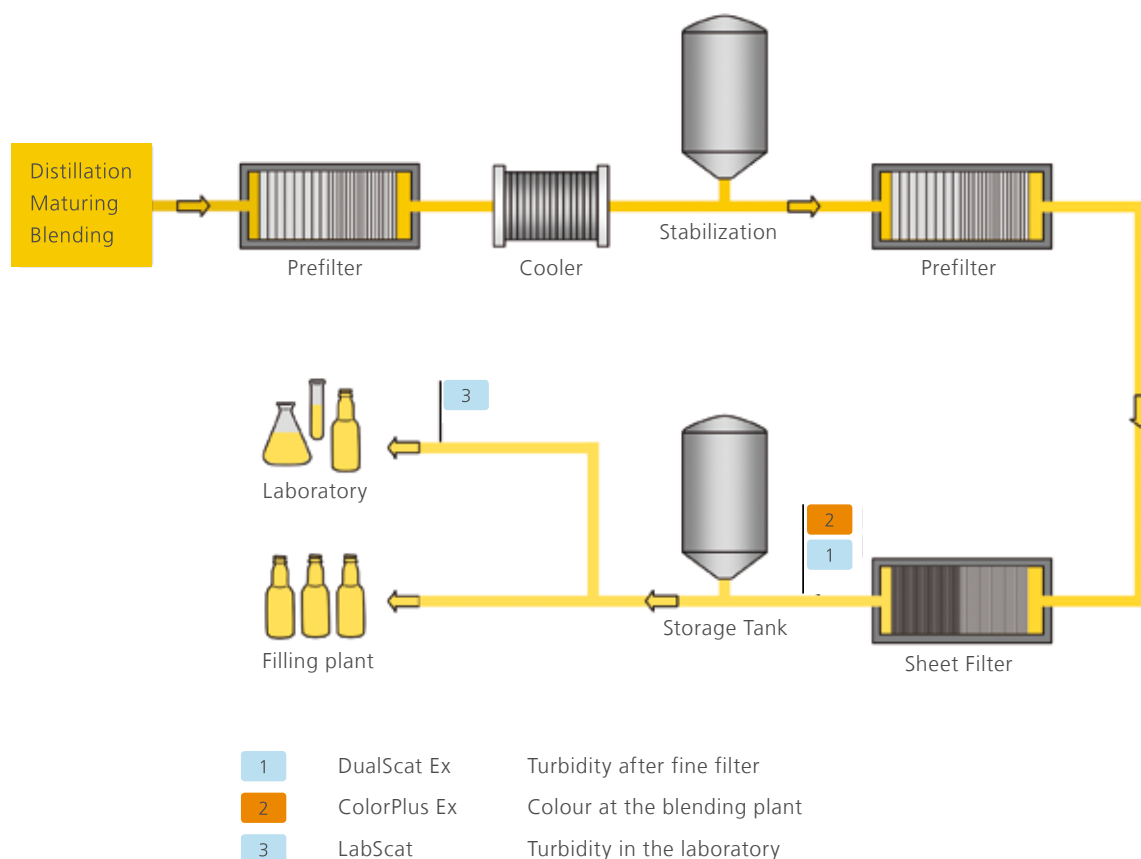 Distillation
Maturing
Blending
Prefilter
Cooler
Stabilization
Prefilter
3
Laboratory
2
1
Storage Tank
Sheet Filter
Filling plant
1 DualScat Ex Turbidity after fine filter
2 ColorPlus Ex Colour at the blending plant
3 LabScat Turbidity in the laboratory